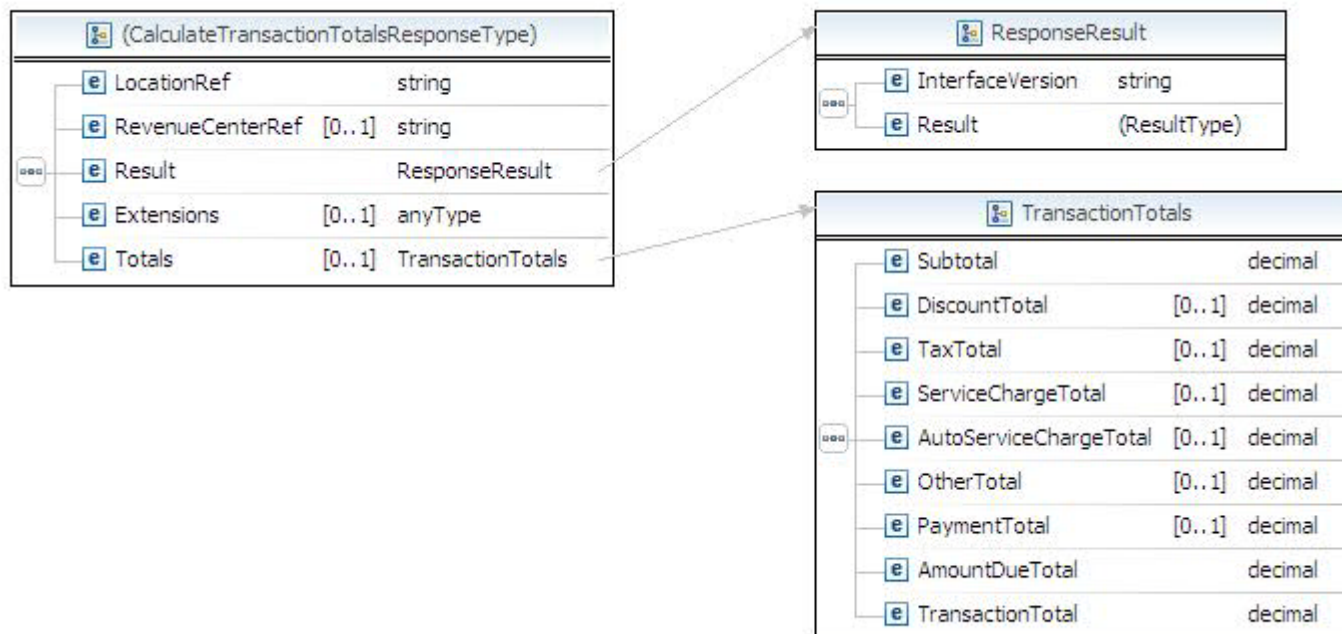 (CalculateTransactionTotalsResponseType)
e LocationRef string
e RevenueCenterRef [0..1] string
e Result ResponseResult
e Extensions [0..1] anyType
e Totals [0..1] TransactionTotals
ResponseResult
e InterfaceVersion string
e Result (ResultType)
TransactionTotals
e Subtotal decimal
e DiscountTotal [0..1] decimal
e TaxTotal [0..1] decimal
e ServiceChargeTotal [0..1] decimal
e AutoServiceChargeTotal [0..1] decimal
e OtherTotal [0..1] decimal
e PaymentTotal [0..1] decimal
e AmountDueTotal decimal
e TransactionTotal decimal